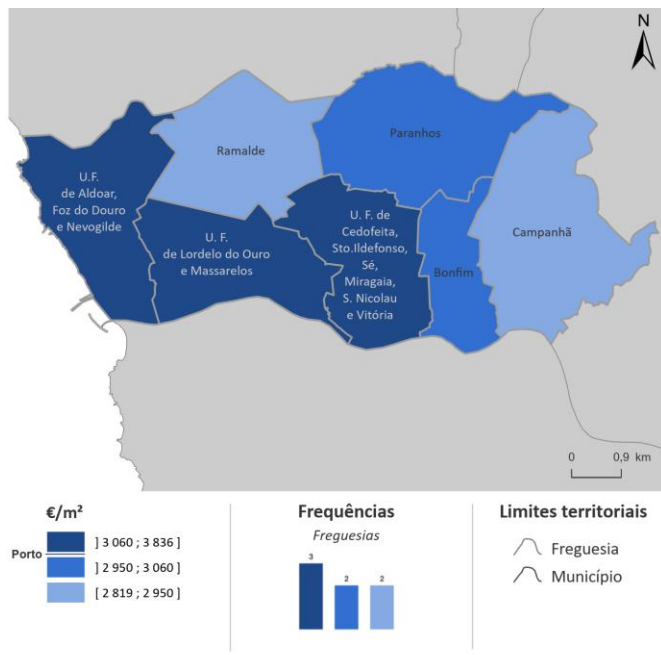 N
Paranhos
Ramalde
U.F.
de Aldoar,
Foz do Douro
e Nevogilde
U. F.
de Lordelo do Ouro
e Massarelos
U. F. de
Cedofeita,
Sto.Ildefonso,
Sé,
Miragaia,
S. Nicolau
e Vitória
Bonfim
Campanhã
0 0,9 km
€/m²
Porto
] 3 060 ; 3 836 ]
] 2 950 ; 3 060 ]
[ 2 819 ; 2 950 ]
Frequências
Freguesias
3
2
2
Limites territoriais
Freguesia
Município